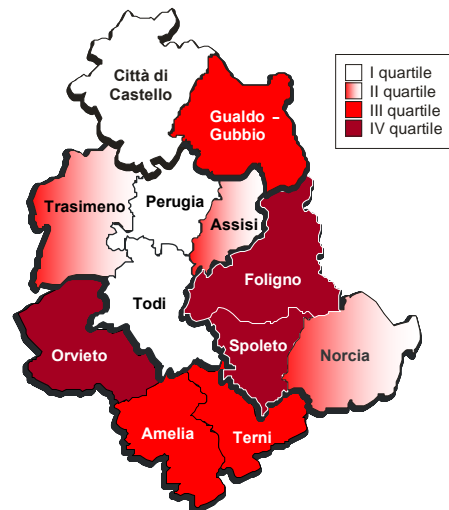 Città di
Castello
I quartile
II quartile
III quartile
IV quartile
Gualdo –
Gubbio
Trasimeno
Perugia
Assisi
Foligno
Todi
Orvieto
Spoleto
Norcia
Amelia
Terni